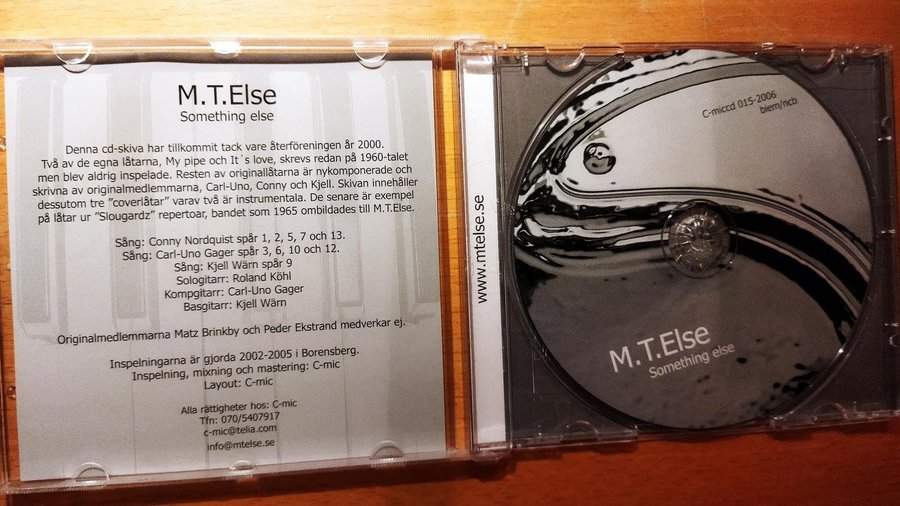 M.T.Else
Something else
Denna cd-skiva har tillkommit tack vare återföreningen år 2000.
Två av de egna låtarna, My pipe och It´s love, skrevs redan på 1960-talet
men blev aldrig inspelade. Resten av originallåtarna är nykomponerade och
skrivna av originalmedlemmarna, Carl-Uno, Conny och Kjell. Skivan innehåller
dessutom tre "coverlåtar" varav två är instrumentala. De senare är exempel
på låtar ur "Slougardz" repertoar, bandet som 1965 ombildades till M.T.Else.
Sång: Conny Nordquist spår 1, 2, 5, 7 och 13.
Sång: Carl-Uno Gager spår 3, 6, 10 och 12.
Sång: Kjell Wärn spår 9
Sologitarr: Roland Köhl
Kompgitarr: Carl-Uno Gager
Basgitarr: Kjell Wärn
Originalmedlemmarna Matz Brinkby och Peder Ekstrand medverkar ej.
Inspelningarna är gjorda 2002-2005 i Borensberg.
Inspelning, mixning och mastering: C-mic
Layout: C-mic
Alla rättigheter hos: C-mic
Tfn: 070/5407917
c-mic@telia.com
info@mtelse.se
www.mtelse.se
C-miccd 015-2006
biem/ncb
M.T.Else
Something else